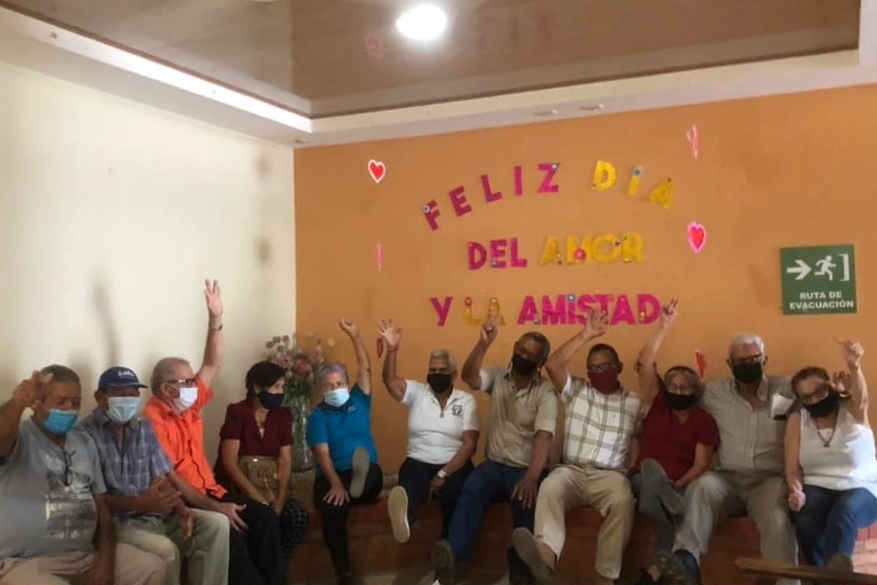 FELIZ DIA
DEL AMOR
Y LA AMISTAD
RUTA DE
EVACUACIÓN